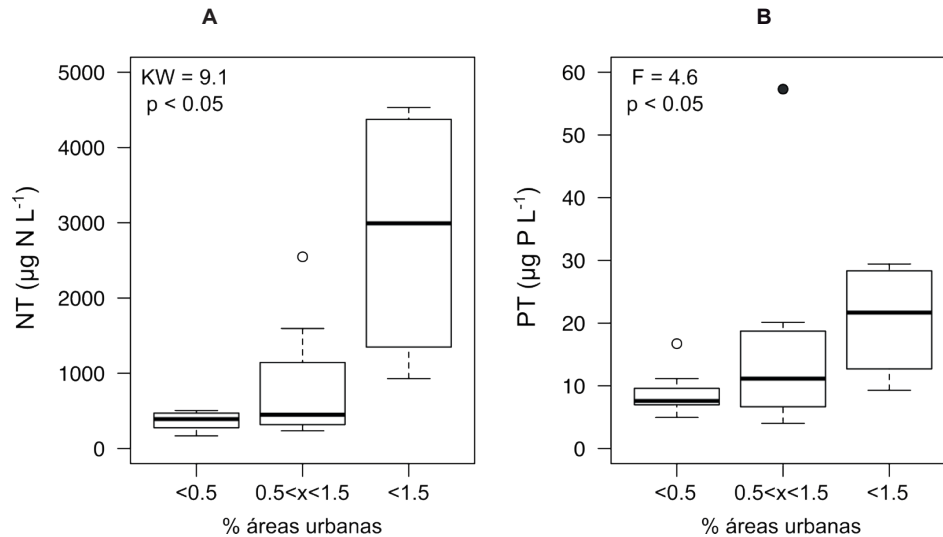 A
NT (µg N L⁻¹)
5000
4000
3000
2000
1000
0
KW = 9.1
p < 0.05
<0.5
0.5<x<1.5
<1.5
% áreas urbanas
B
PT (µg P L⁻¹)
60
50
40
30
20
10
0
F = 4.6
p < 0.05
<0.5
0.5<x<1.5
<1.5
% áreas urbanas